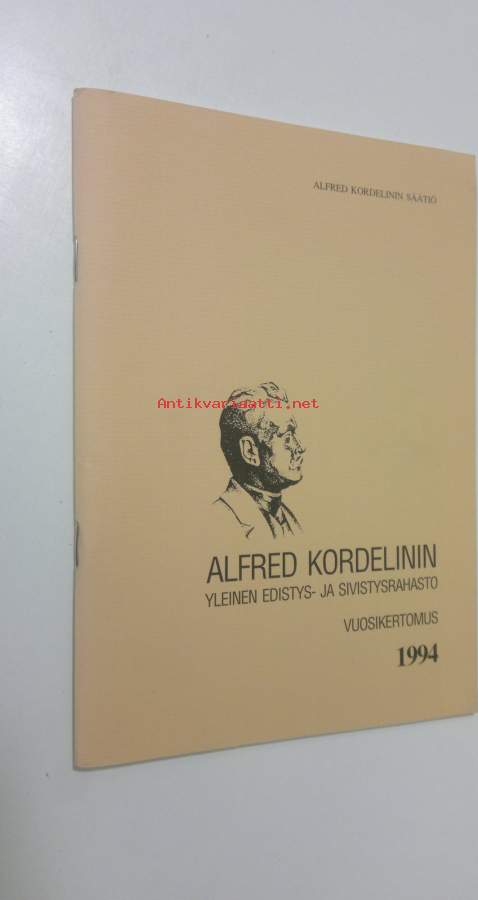 ALFRED KORDELININ SÄÄTIÖ
Antikvariaatti.net
ALFRED KORDELININ
YLEINEN EDISTYS- JA SIVISTYSRAHASTO
VUOSIKERTOMUS
1994